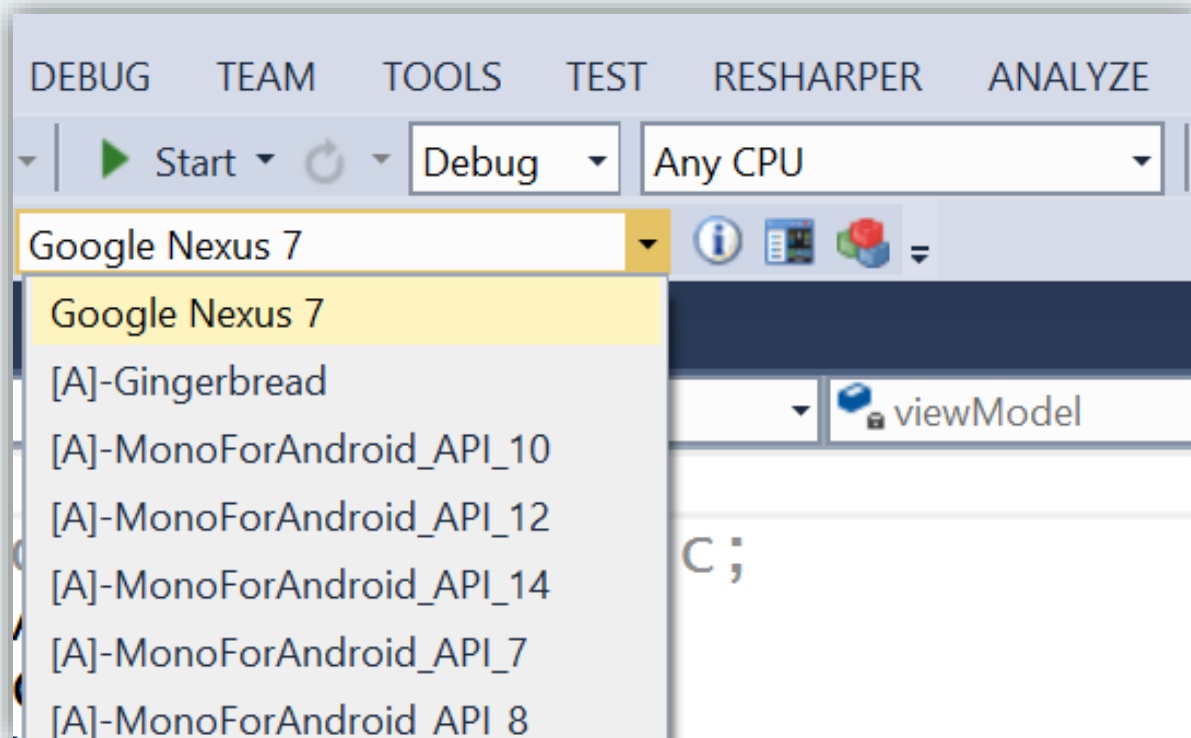 DEBUG TEAM TOOLS TEST RESHARPER ANALYZE
Start Debug Any CPU
Google Nexus 7
Google Nexus 7
[A]-Gingerbread
viewModel
[A]-MonoForAndroid_API_10
[A]-MonoForAndroid_API_12
c;
[A]-MonoForAndroid_API_14
[A]-MonoForAndroid_API_7
[A]-MonoForAndroid_API_8